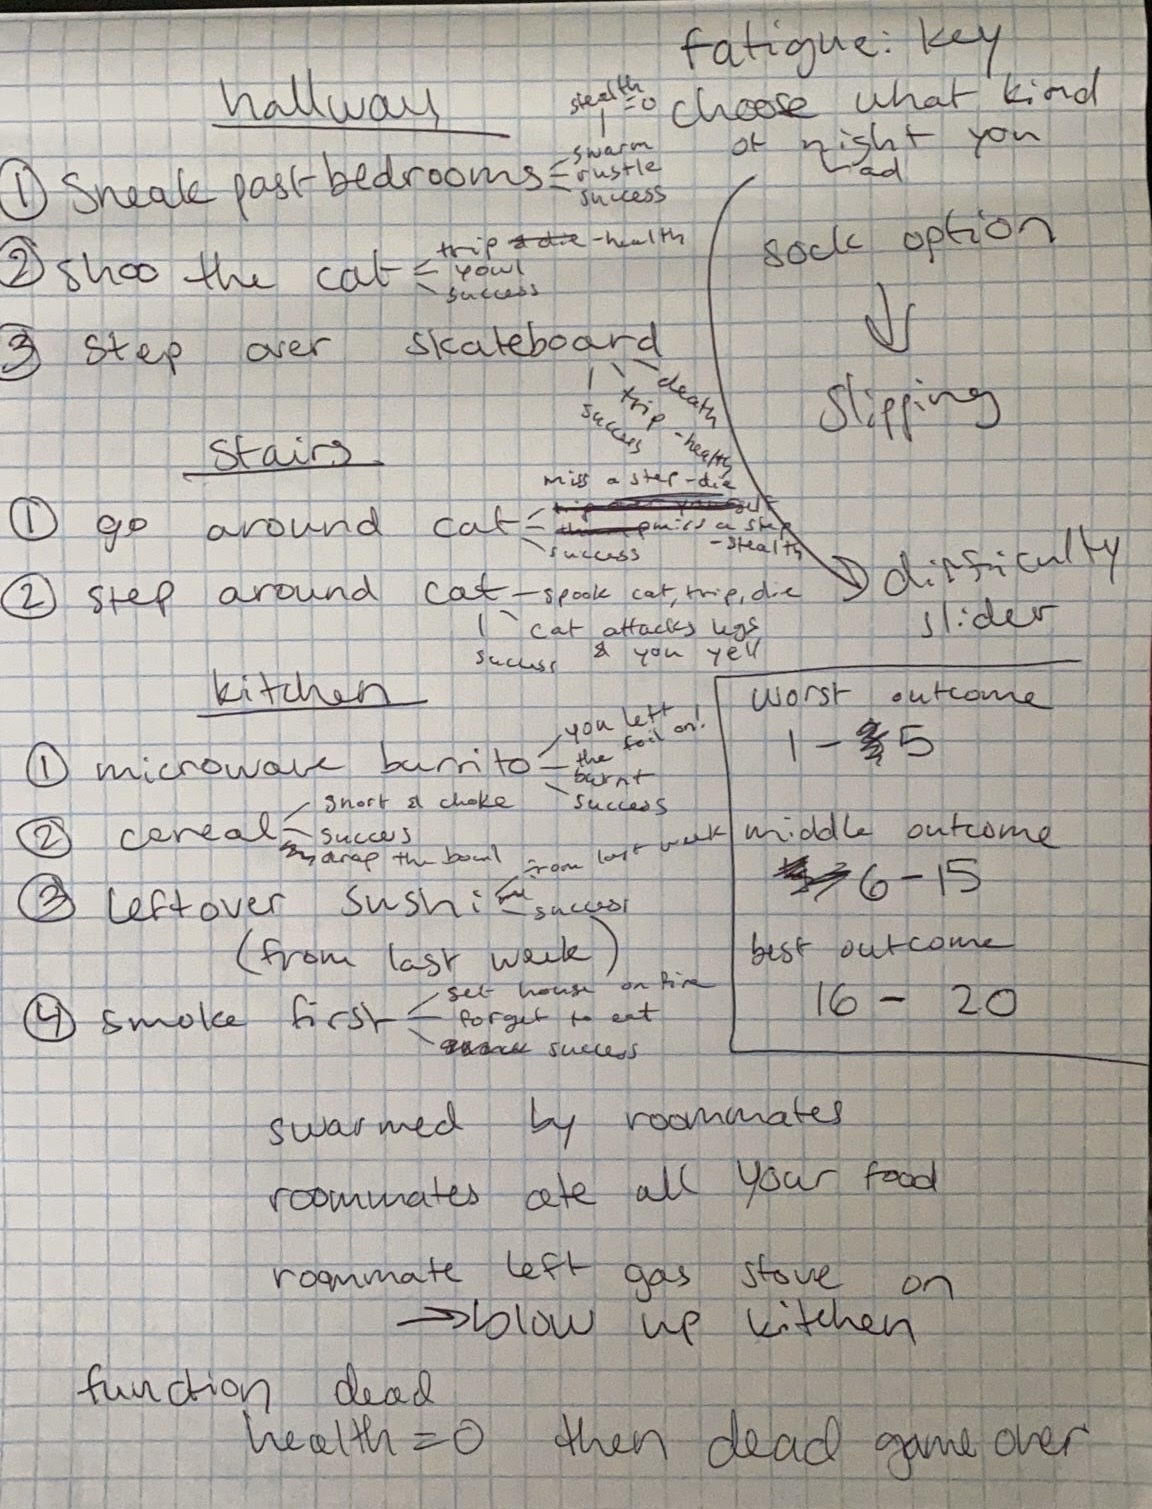 fatigue: key
choose what kind
of night you
had
sock option
slipping
difficulty
slider
hallway
stealth
=0
① Sneak past bedrooms
swarm
rustle
success
② shoo the cat
trip -health
yowl
success
③ step over skateboard
success
trip -health
death
stairs
① go around cat
miss a step - die
miss a step
- stealth
success
② step around cat
spook cat, trip, die
cat attacks legs
& you yell
success
kitchen
① microwave burrito
you left
the foil on!
burnt
success
② cereal
snort & choke
success
drop the bowl
③ leftover sushi
from last week
success
(from last week)
④ smoke first
set house on fire
forget to eat
success
worst outcome
1 - 5
middle outcome
6 - 15
best outcome
16 - 20
swarmed by roommates
roommates ate all your food
roommate left gas stove on
→ blow up kitchen
function dead
health = 0 then dead game over